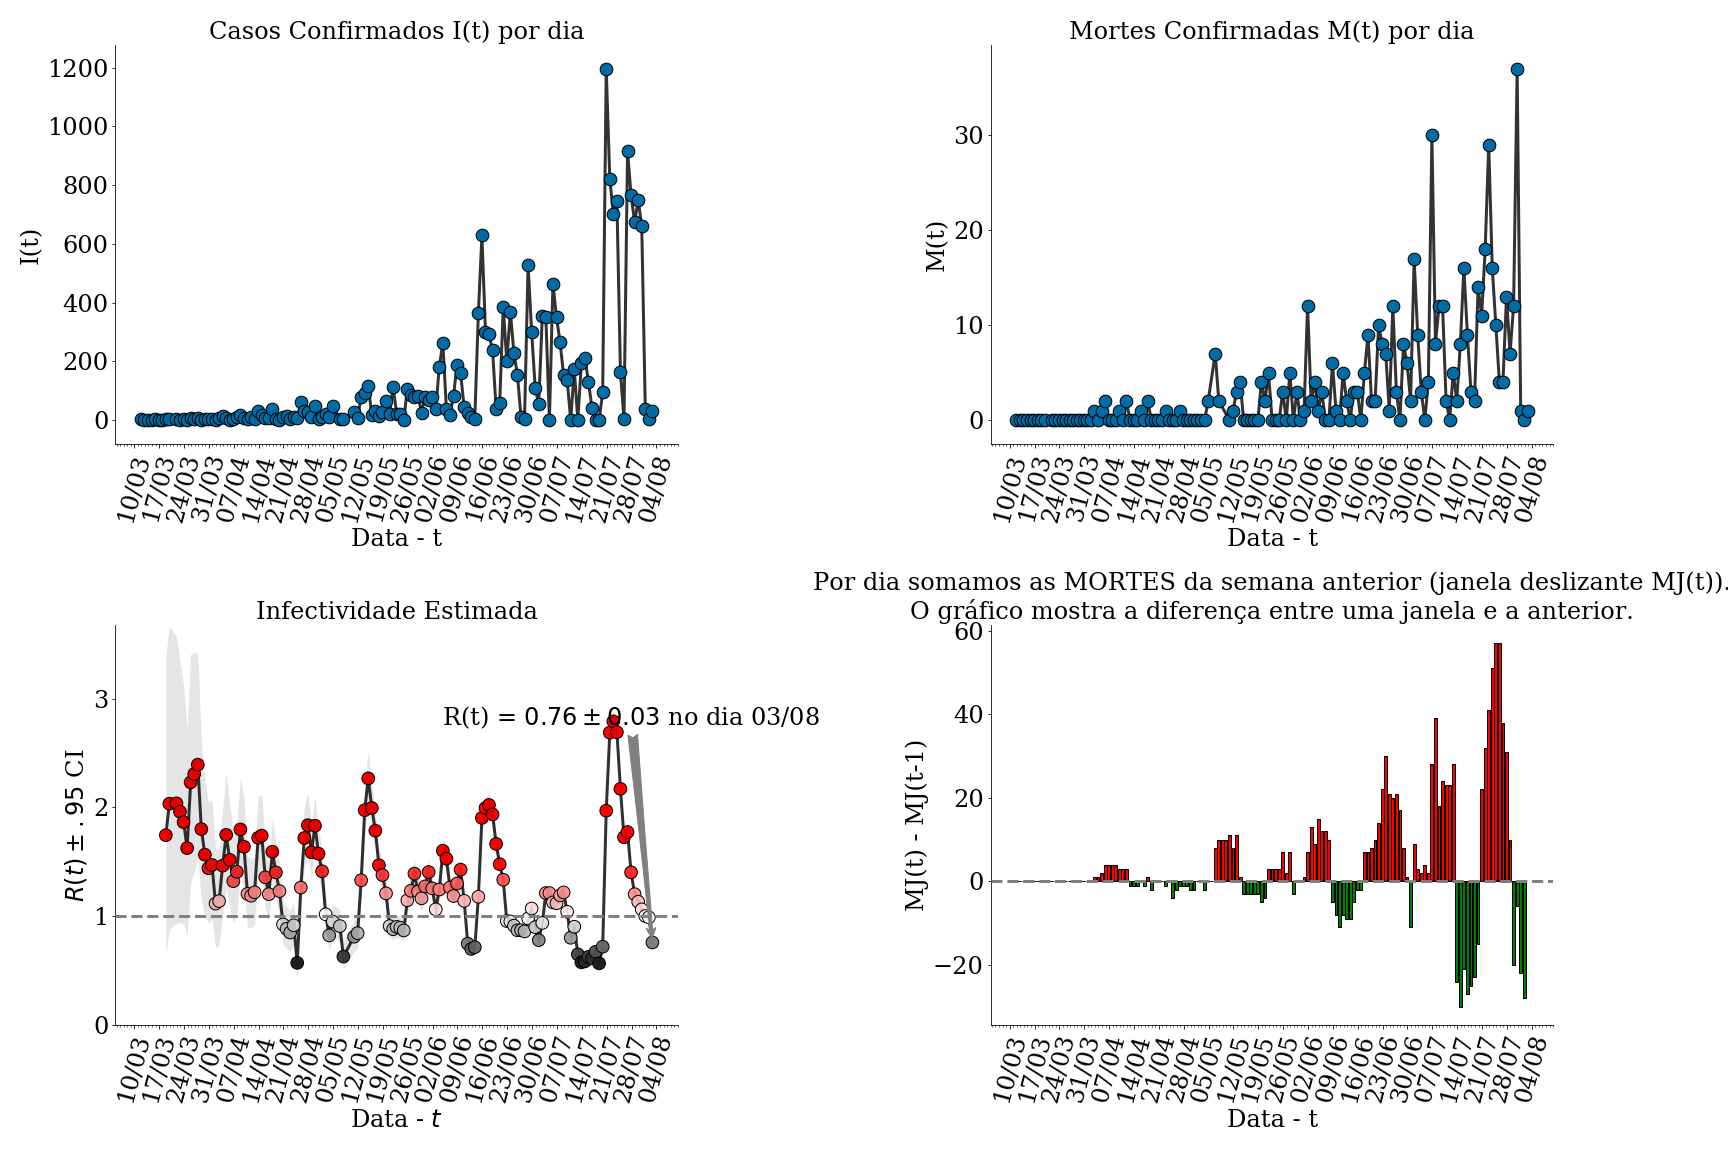 Casos Confirmados I(t) por dia
I(t)
1200
1000
800
600
400
200
0
10/03 17/03 24/03 31/03 07/04 14/04 21/04 28/04 05/05 12/05 19/05 26/05 02/06 09/06 16/06 23/06 30/06 07/07 14/07 21/07 28/07 04/08
Data - t
Mortes Confirmadas M(t) por dia
M(t)
30
20
10
0
10/03 17/03 24/03 31/03 07/04 14/04 21/04 28/04 05/05 12/05 19/05 26/05 02/06 09/06 16/06 23/06 30/06 07/07 14/07 21/07 28/07 04/08
Data - t
Infectividade Estimada
R(t) ± .95 CI
3
2
1
0
R(t) = 0.76 ± 0.03 no dia 03/08
10/03 17/03 24/03 31/03 07/04 14/04 21/04 28/04 05/05 12/05 19/05 26/05 02/06 09/06 16/06 23/06 30/06 07/07 14/07 21/07 28/07 04/08
Data - t
Por dia somamos as MORTES da semana anterior (janela deslizante MJ(t)).
O gráfico mostra a diferença entre uma janela e a anterior.
MJ(t) - MJ(t-1)
60
40
20
0
−20
10/03 17/03 24/03 31/03 07/04 14/04 21/04 28/04 05/05 12/05 19/05 26/05 02/06 09/06 16/06 23/06 30/06 07/07 14/07 21/07 28/07 04/08
Data - t